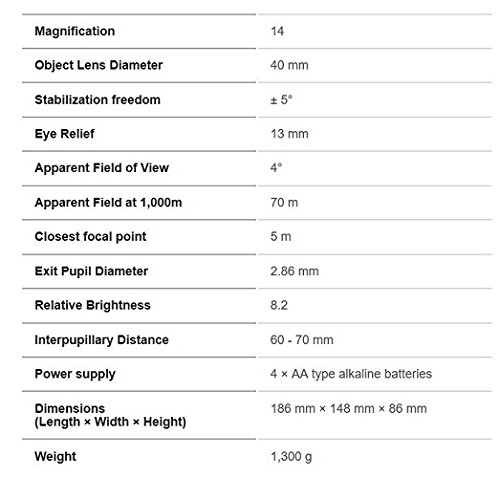 Magnification 14
Object Lens Diameter 40 mm
Stabilization freedom ± 5°
Eye Relief 13 mm
Apparent Field of View 4°
Apparent Field at 1,000m 70 m
Closest focal point 5 m
Exit Pupil Diameter 2.86 mm
Relative Brightness 8.2
Interpupillary Distance 60 - 70 mm
Power supply 4 × AA type alkaline batteries
Dimensions 186 mm × 148 mm × 86 mm
(Length × Width × Height)
Weight 1,300 g